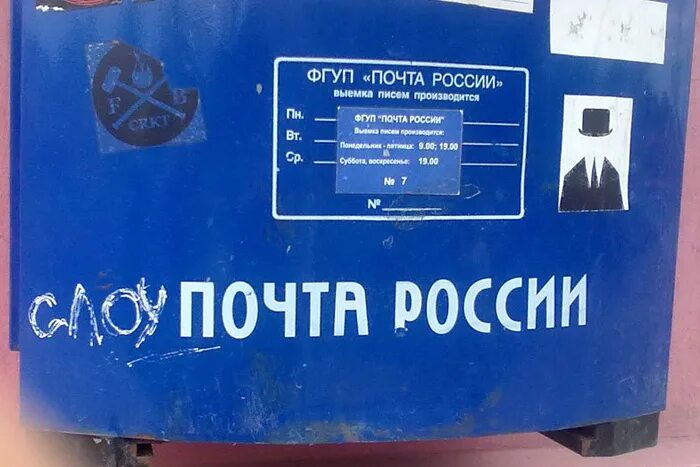 ФГУП «ПОЧТА РОССИИ»
выемка писем производится
Пн.
Вт.
Ср.
ФГУП "ПОЧТА РОССИИ"
Выемка писем производится:
Понедельник - пятница: 9.00; 19.00
Суббота, воскресенье: 19.00
№ 7
№
F B
слоу ПОЧТА РОССИИ